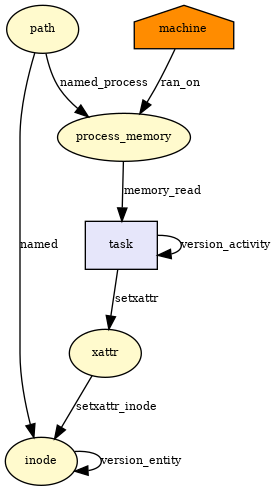 path
machine
named_process
ran_on
process_memory
memory_read
task
version_activity
named
setxattr
xattr
setxattr_inode
inode
version_entity